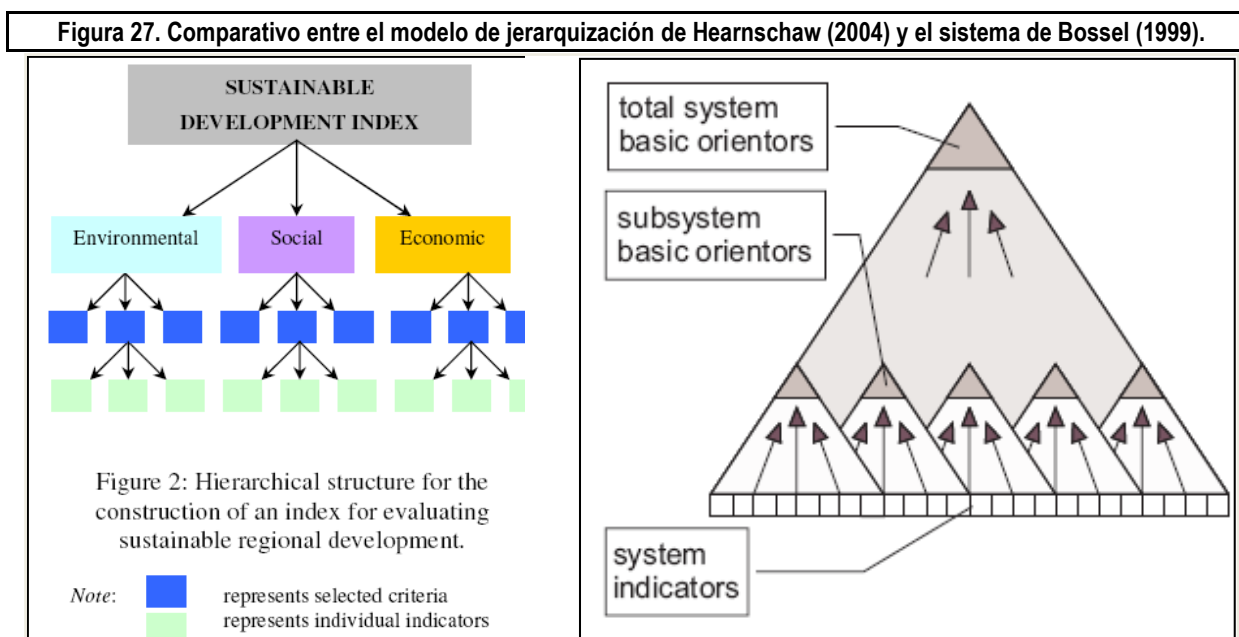 Figura 27. Comparativo entre el modelo de jerarquización de Hearnschaw (2004) y el sistema de Bossel (1999).
SUSTAINABLE
DEVELOPMENT INDEX
Environmental
Social
Economic
Figure 2: Hierarchical structure for the
construction of an index for evaluating
sustainable regional development.
Note:
represents selected criteria
represents individual indicators
total system
basic orientors
subsystem
basic orientors
system
indicators